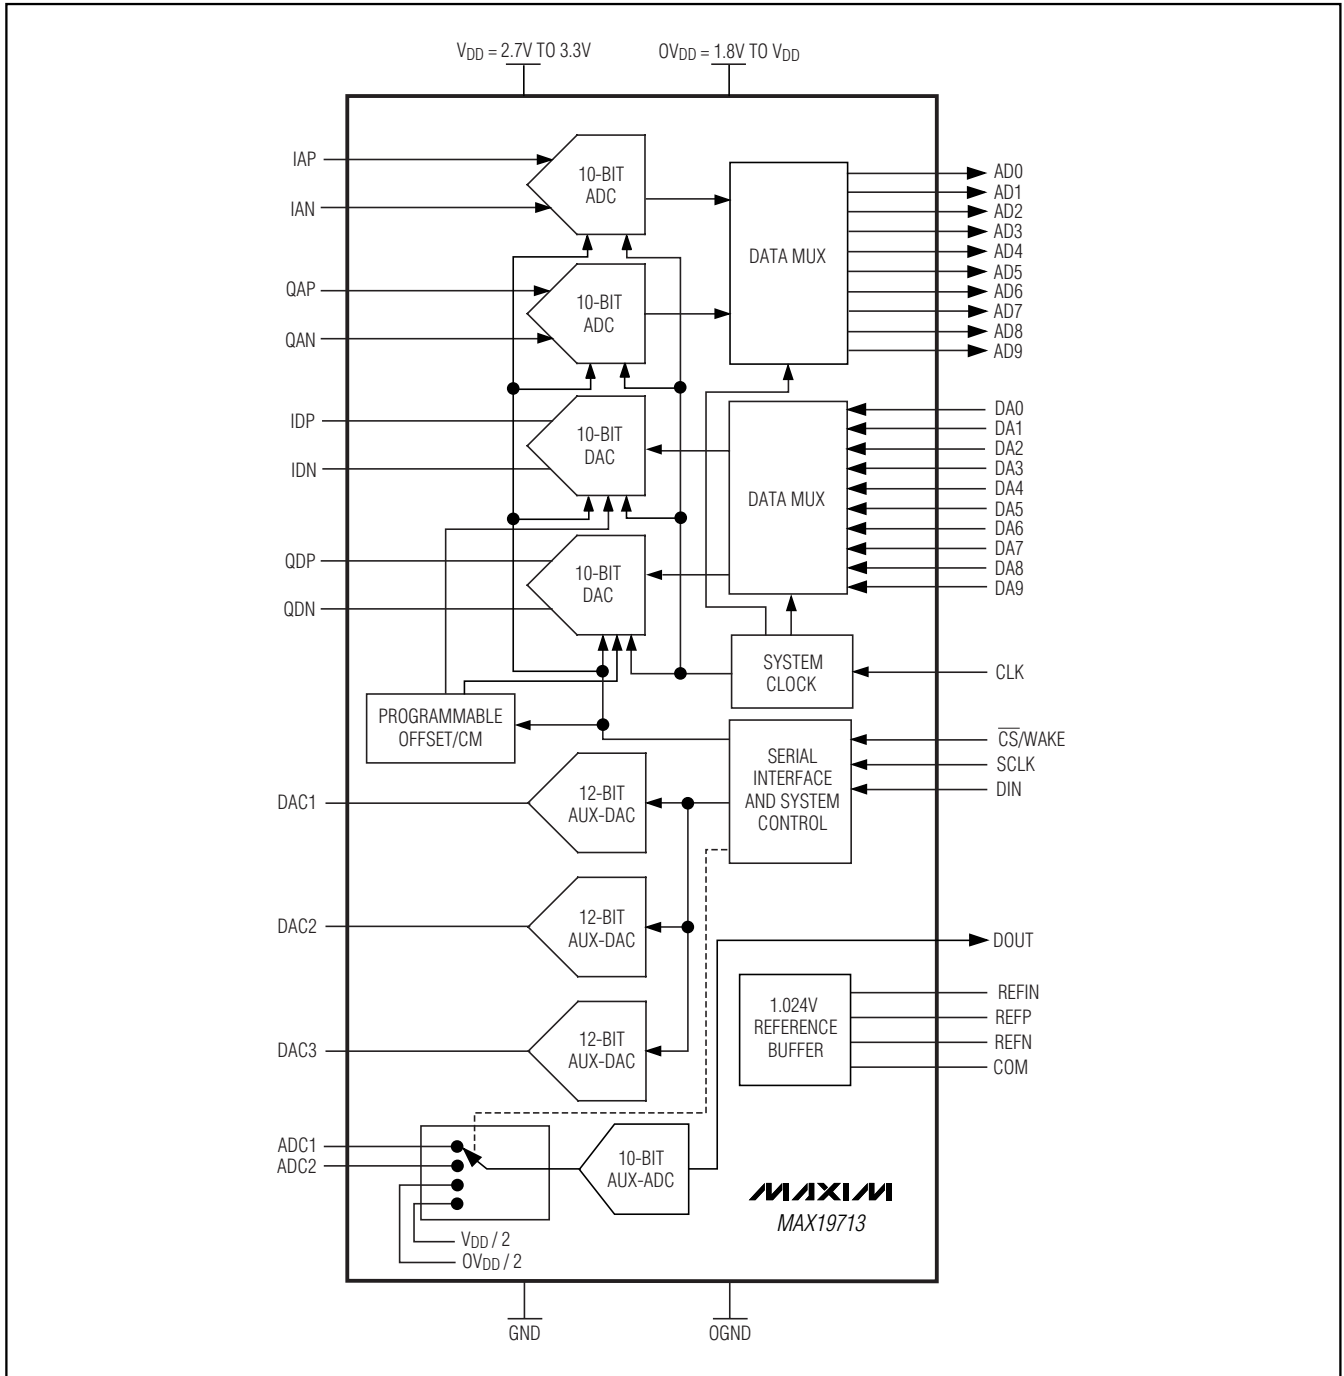 VDD = 2.7V TO 3.3V
OVDD = 1.8V TO VDD
IAP
IAN
10-BIT
ADC
QAP
QAN
10-BIT
ADC
DATA MUX
AD0
AD1
AD2
AD3
AD4
AD5
AD6
AD7
AD8
AD9
IDP
IDN
10-BIT
DAC
QDP
QDN
10-BIT
DAC
DATA MUX
DA0
DA1
DA2
DA3
DA4
DA5
DA6
DA7
DA8
DA9
SYSTEM
CLOCK
CLK
PROGRAMMABLE
OFFSET/CM
SERIAL
INTERFACE
AND SYSTEM
CONTROL
CS/WAKE
SCLK
DIN
DAC1
12-BIT
AUX-DAC
DAC2
12-BIT
AUX-DAC
DOUT
DAC3
12-BIT
AUX-DAC
1.024V
REFERENCE
BUFFER
REFIN
REFP
REFN
COM
ADC1
ADC2
10-BIT
AUX-ADC
VDD / 2
OVDD / 2
MAXIM
MAX19713
GND
OGND